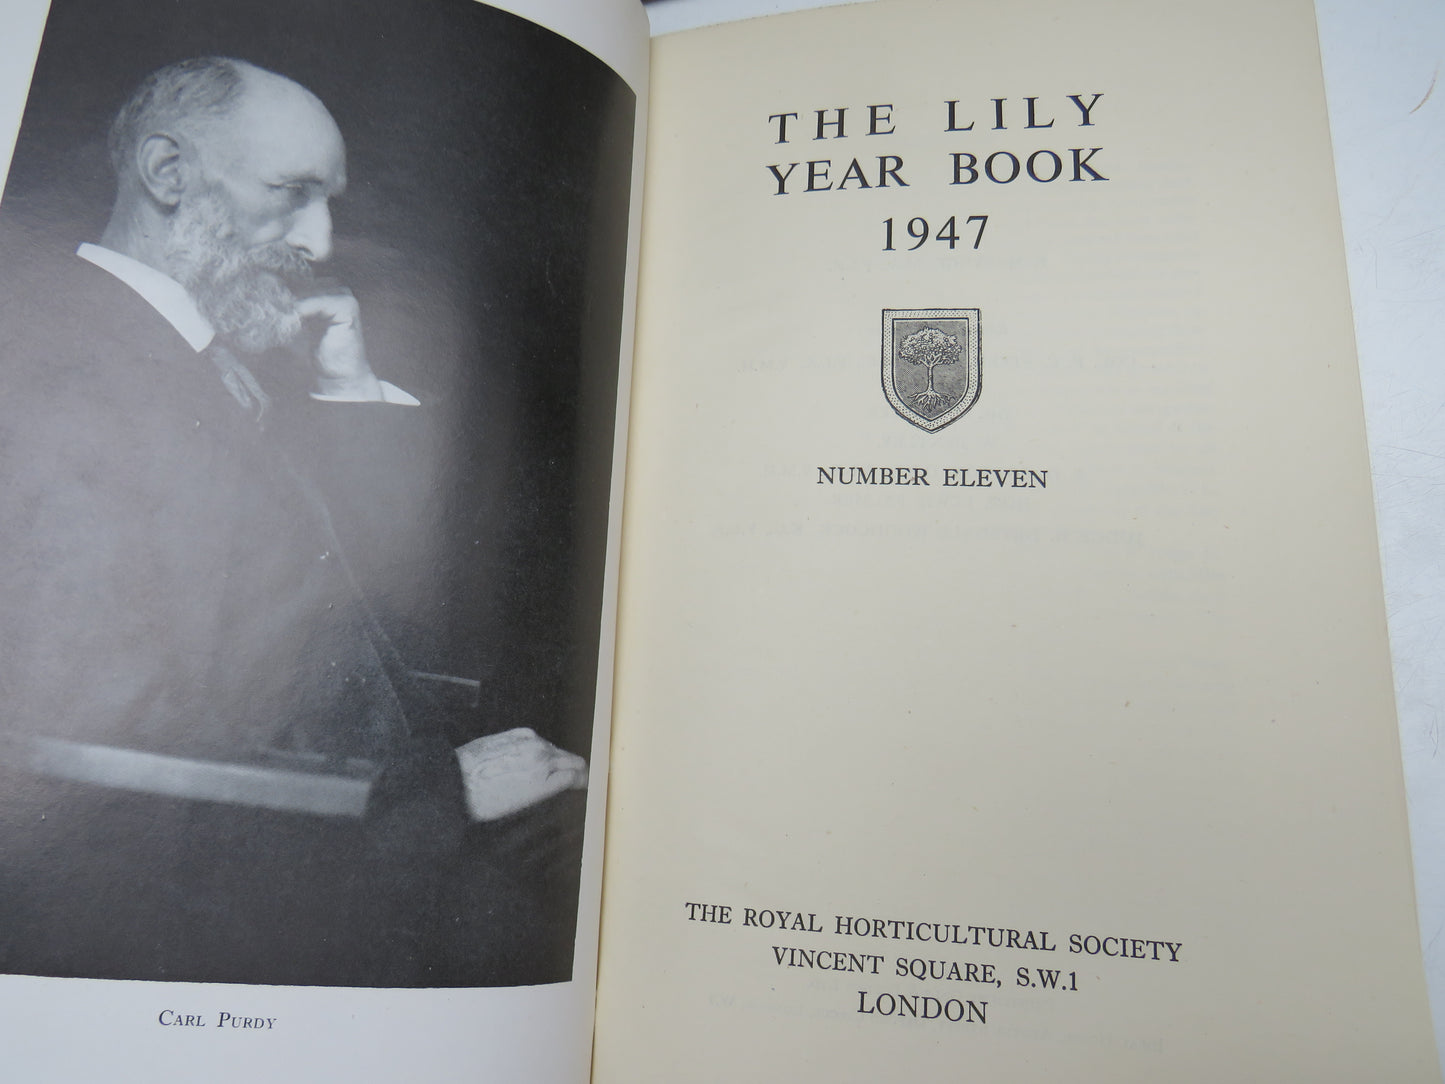 CARL PURDY
THE LILY
YEAR BOOK
1947
NUMBER ELEVEN
THE ROYAL HORTICULTURAL SOCIETY
VINCENT SQUARE, S.W.1
LONDON